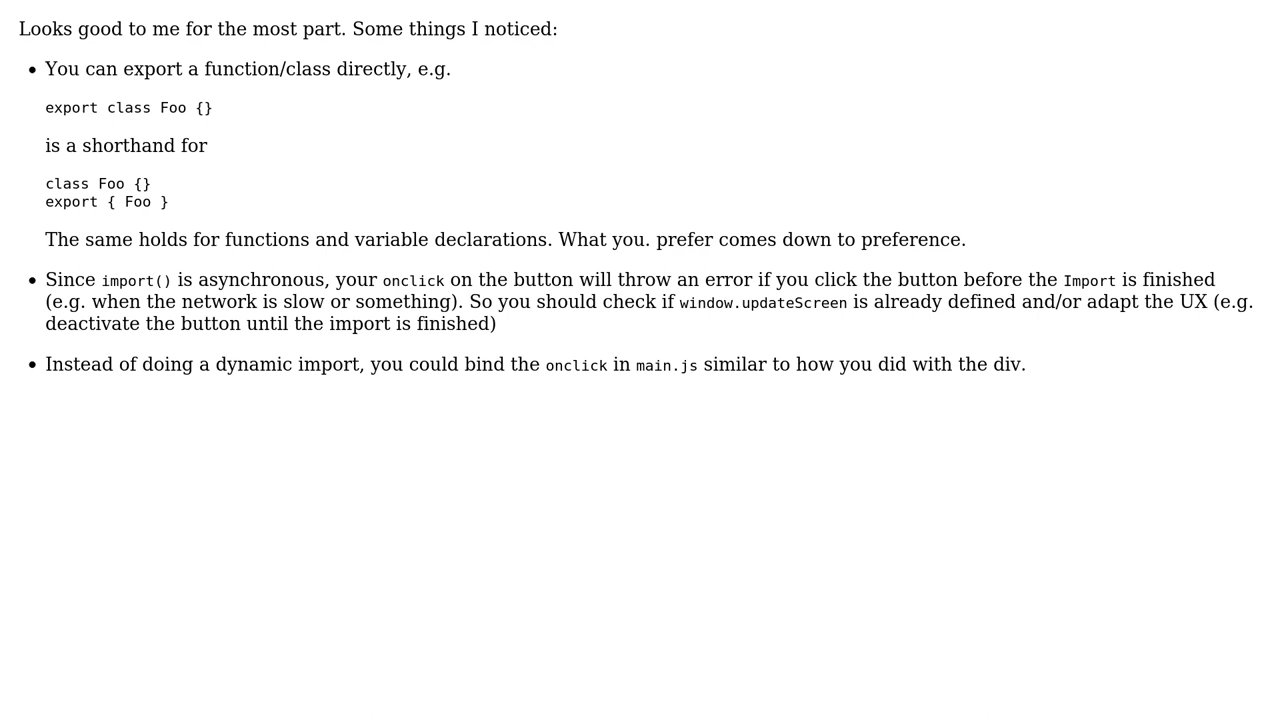 Looks good to me for the most part. Some things I noticed:
• You can export a function/class directly, e.g.
export class Foo {}
is a shorthand for
class Foo {}
export { Foo }
The same holds for functions and variable declarations. What you. prefer comes down to preference.
• Since import() is asynchronous, your onclick on the button will throw an error if you click the button before the Import is finished
(e.g. when the network is slow or something). So you should check if window.updateScreen is already defined and/or adapt the UX (e.g.
deactivate the button until the import is finished)
• Instead of doing a dynamic import, you could bind the onclick in main.js similar to how you did with the div.